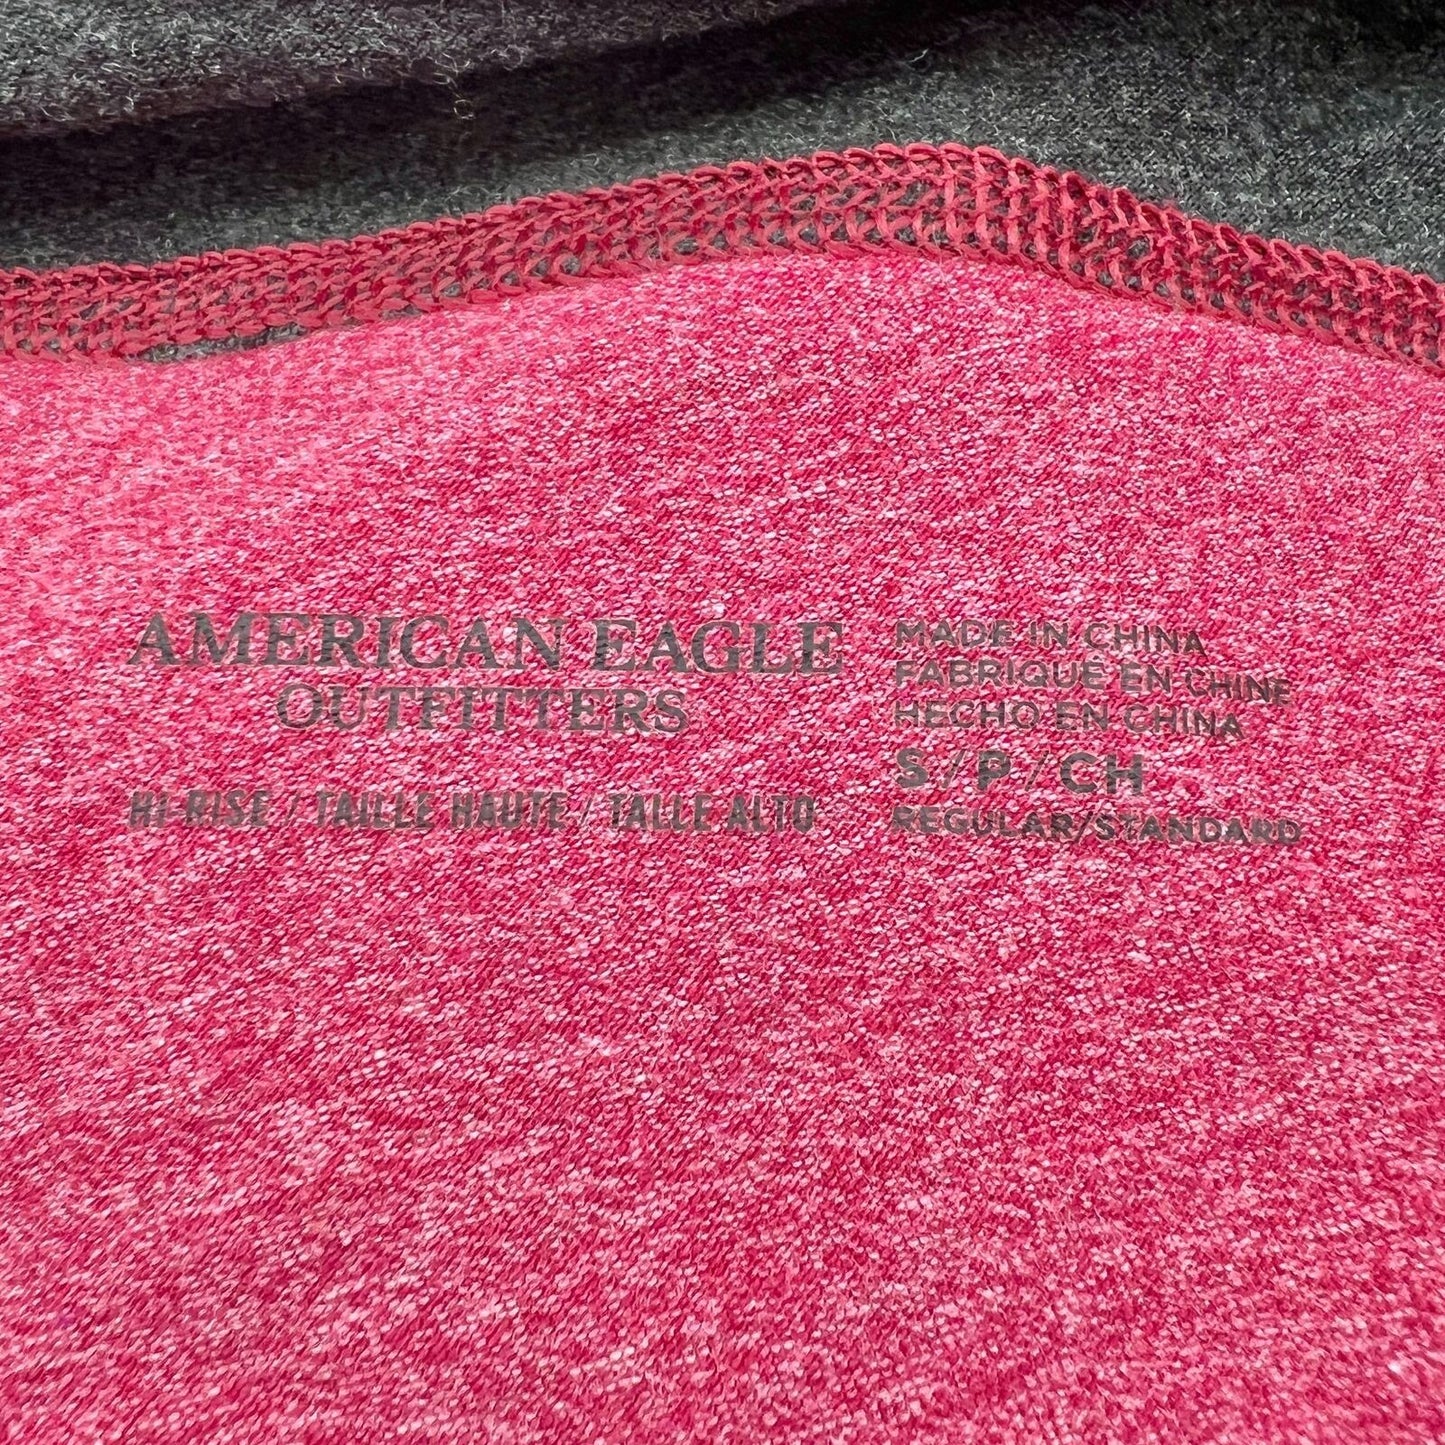 AMERICAN EAGLE
OUTFITTERS
HI-RISE / TAILLE HAUTE / TALLE ALTO
MADE IN CHINA
FABRIQUE EN CHINE
HECHO EN CHINA
S / P / CH
REGULAR/STANDARD